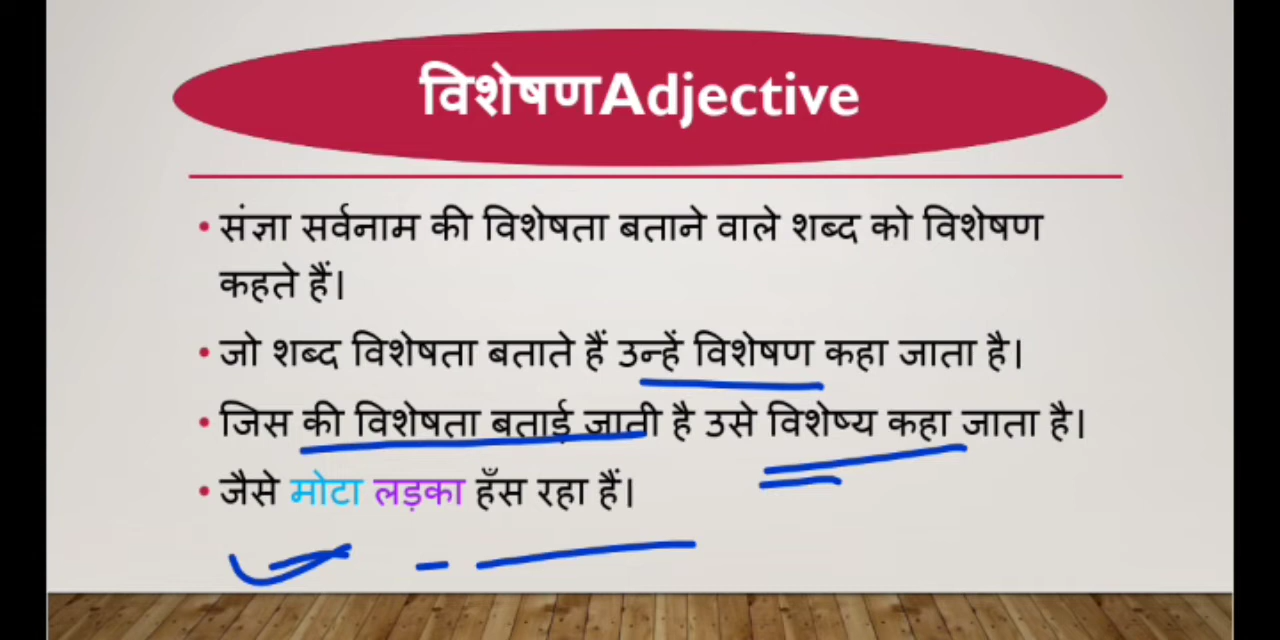 विशेषणAdjective
• संज्ञा सर्वनाम की विशेषता बताने वाले शब्द को विशेषण
कहते हैं।
• जो शब्द विशेषता बताते हैं उन्हें विशेषण कहा जाता है।
• जिस की विशेषता बताई जाती है उसे विशेष्य कहा जाता है।
• जैसे मोटा लड़का हँस रहा हैं।